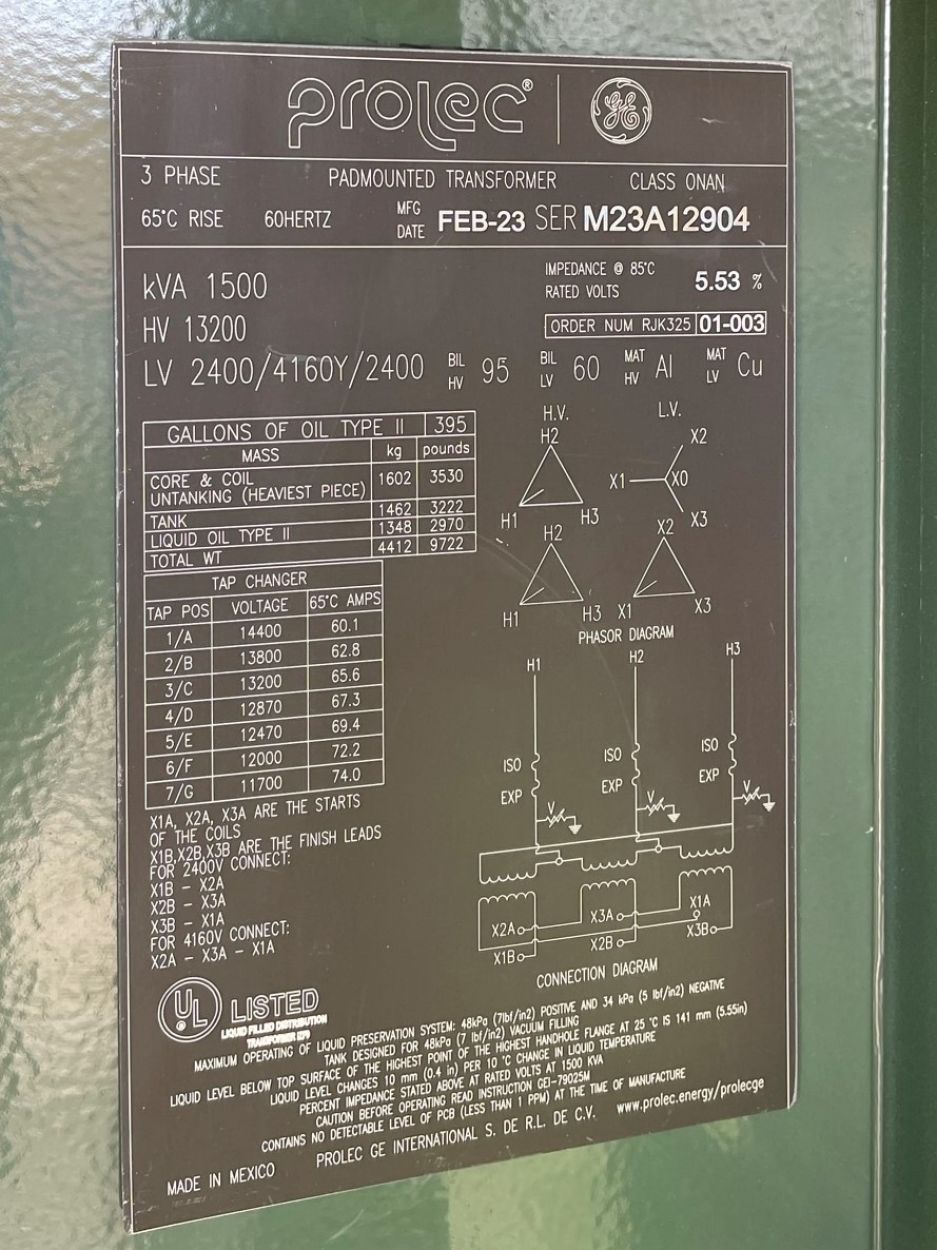 prolec® GE
3 PHASE PADMOUNTED TRANSFORMER CLASS ONAN
65°C RISE 60HERTZ MFG DATE FEB-23 SER M23A12904
kVA 1500 IMPEDANCE @ 85°C RATED VOLTS 5.53 %
HV 13200 ORDER NUM RJK325 01-003
LV 2400/4160Y/2400 BIL HV 95 BIL LV 60 MAT HV Al MAT LV Cu
GALLONS OF OIL TYPE II 395
MASS kg pounds
CORE & COIL
UNTANKING (HEAVIEST PIECE) 1602 3530
TANK 1462 3222
LIQUID OIL TYPE II 1348 2970
TOTAL WT 4412 9722
TAP CHANGER
TAP POS VOLTAGE 65°C AMPS
1/A 14400 60.1
2/B 13800 62.8
3/C 13200 65.6
4/D 12870 67.3
5/E 12470 69.4
6/F 12000 72.2
7/G 11700 74.0
X1A, X2A, X3A ARE THE STARTS
OF THE COILS
X1B,X2B,X3B ARE THE FINISH LEADS
FOR 2400V CONNECT:
X1B - X2A
X2B - X3A
X3B - X1A
FOR 4160V CONNECT:
X2A - X3A - X1A
H.V. L.V.
H2 X2
X1 X0
H1 H3 X3
H2 X2
H1 H3 X1 X3
PHASOR DIAGRAM
H1 H2 H3
ISO ISO ISO
EXP EXP EXP
V V V
X2A X3A X1A
X1B X2B X3B
CONNECTION DIAGRAM
UL ® LISTED
LIQUID FILLED DISTRIBUTION
MAXIMUM OPERATING OF LIQUID PRESERVATION SYSTEM: 48kPa (7lbf/in2) POSITIVE AND 34 kPa (5 lbf/in2) NEGATIVE
TANK DESIGNED FOR 48kPa (7 lbf/in2) VACUUM FILLING
LIQUID LEVEL BELOW TOP SURFACE OF THE HIGHEST POINT OF THE HIGHEST HANDHOLE FLANGE AT 25 °C IS 141 mm (5.55in)
LIQUID LEVEL CHANGES 10 mm (0.4 in) PER 10 °C CHANGE IN LIQUID TEMPERATURE
PERCENT IMPEDANCE STATED ABOVE AT RATED VOLTS AT 1500 KVA
CAUTION BEFORE OPERATING READ INSTRUCTION GEI-79025M
CONTAINS NO DETECTABLE LEVEL OF PCB (LESS THAN 1 PPM) AT THE TIME OF MANUFACTURE
MADE IN MEXICO PROLEC GE INTERNATIONAL S. DE R.L. DE C.V. www.prolec.energy/prolecge